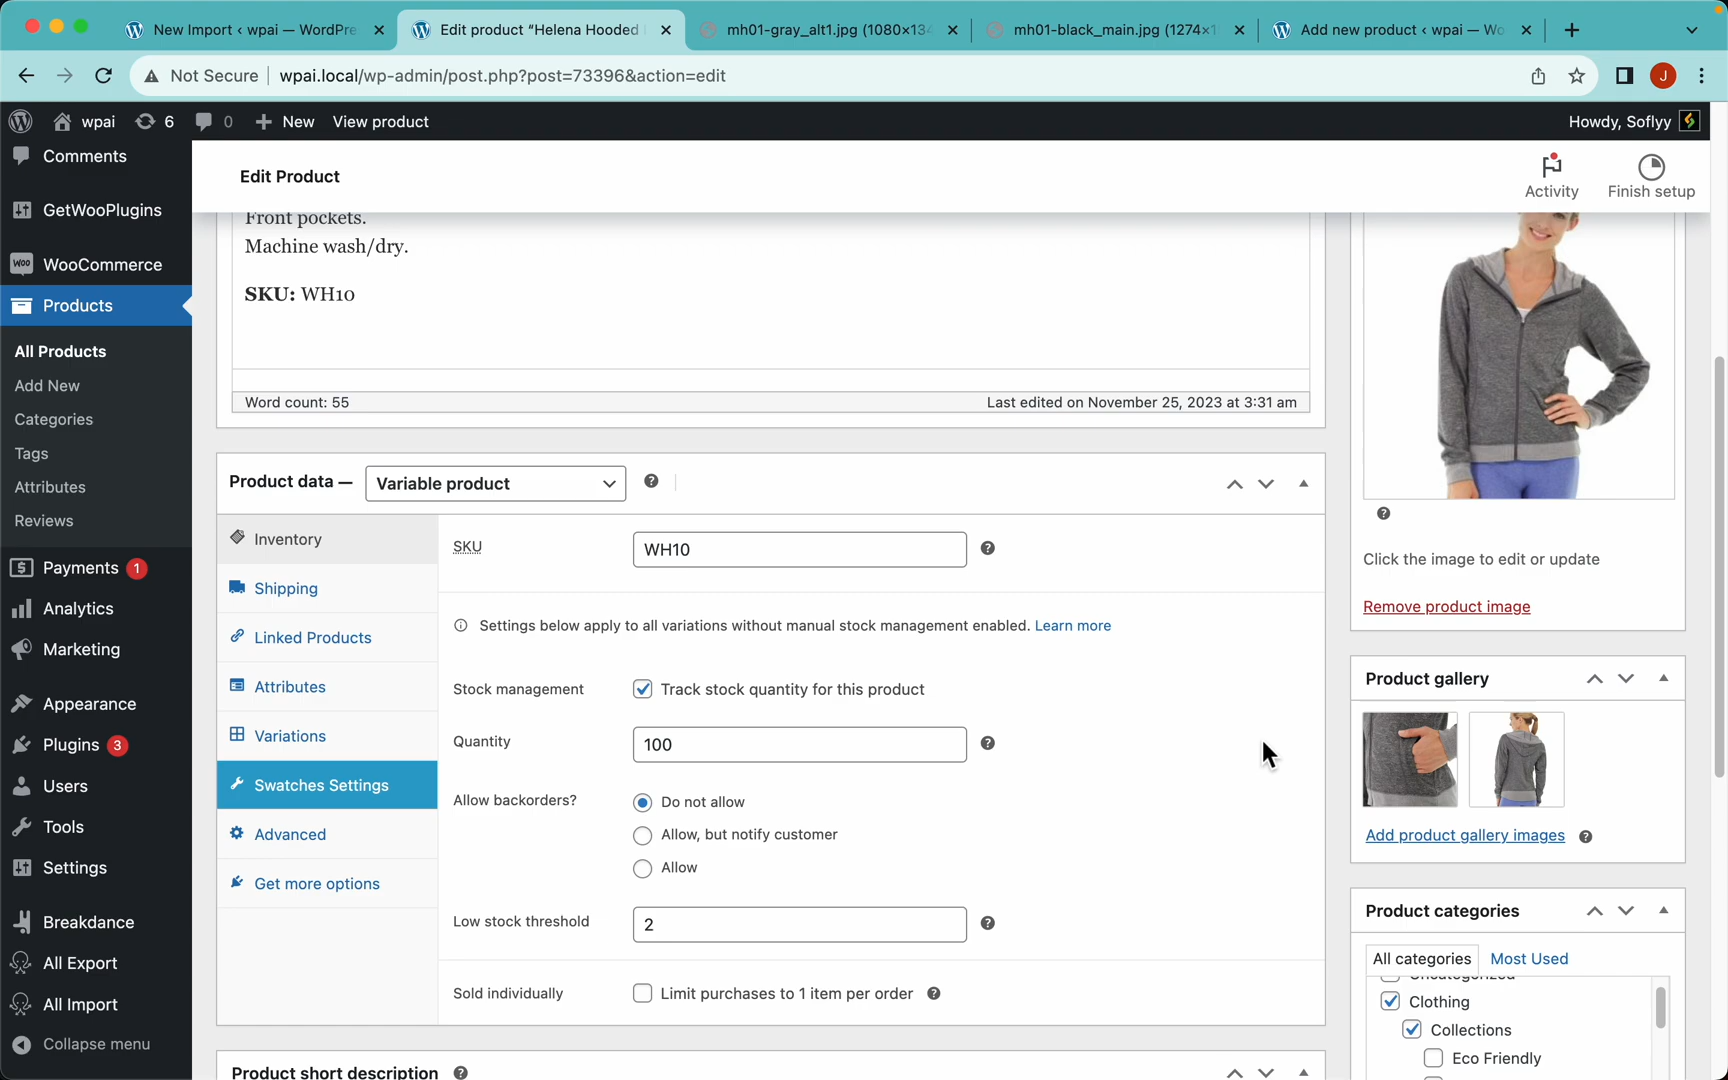 New Import ‹ wpai — WordPre
Edit product “Helena Hooded
mh01-gray_alt1.jpg (1080×134
mh01-black_main.jpg (1274×1
Add new product ‹ wpai — Wo
Not Secure
wpai.local/wp-admin/post.php?post=73396&action=edit
J
wpai
6
0
New
View product
Howdy, Soflyy
Comments
GetWooPlugins
WooCommerce
Products
All Products
Add New
Categories
Tags
Attributes
Reviews
Payments 1
Analytics
Marketing
Appearance
Plugins 3
Users
Tools
Settings
Breakdance
All Export
All Import
Collapse menu
Edit Product
Activity
Finish setup
Front pockets.
Machine wash/dry.
SKU: WH10
Word count: 55
Last edited on November 25, 2023 at 3:31 am
Product data —
Variable product
Inventory
Shipping
Linked Products
Attributes
Variations
Swatches Settings
Advanced
Get more options
SKU
WH10
Settings below apply to all variations without manual stock management enabled. Learn more
Stock management
Track stock quantity for this product
Quantity
100
Allow backorders?
Do not allow
Allow, but notify customer
Allow
Low stock threshold
2
Sold individually
Limit purchases to 1 item per order
Product short description
Click the image to edit or update
Remove product image
Product gallery
Add product gallery images
Product categories
All categories
Most Used
Uncategorized
Clothing
Collections
Eco Friendly